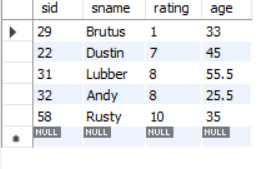 sid sname rating age
29 Brutus 1 33
22 Dustin 7 45
31 Lubber 8 55.5
32 Andy 8 25.5
58 Rusty 10 35
NULL NULL NULL NULL